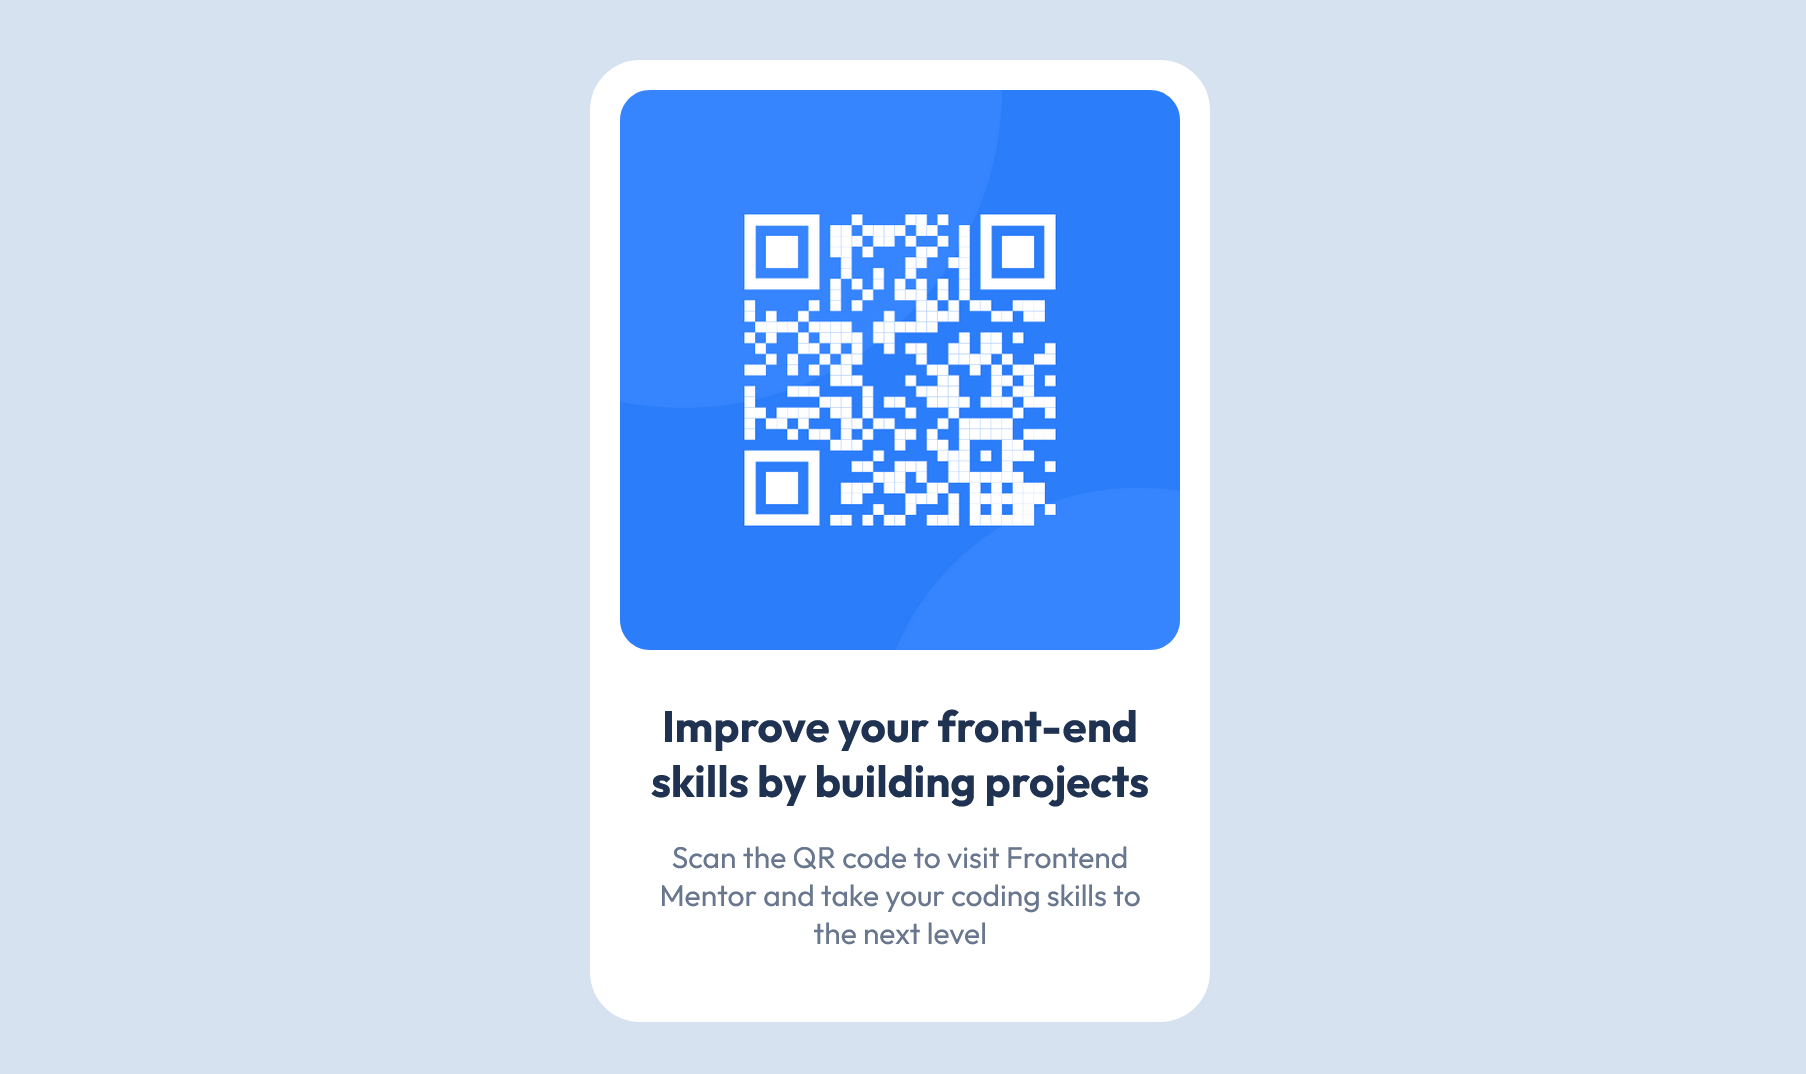 Improve your front-end
skills by building projects
Scan the QR code to visit Frontend
Mentor and take your coding skills to
the next level